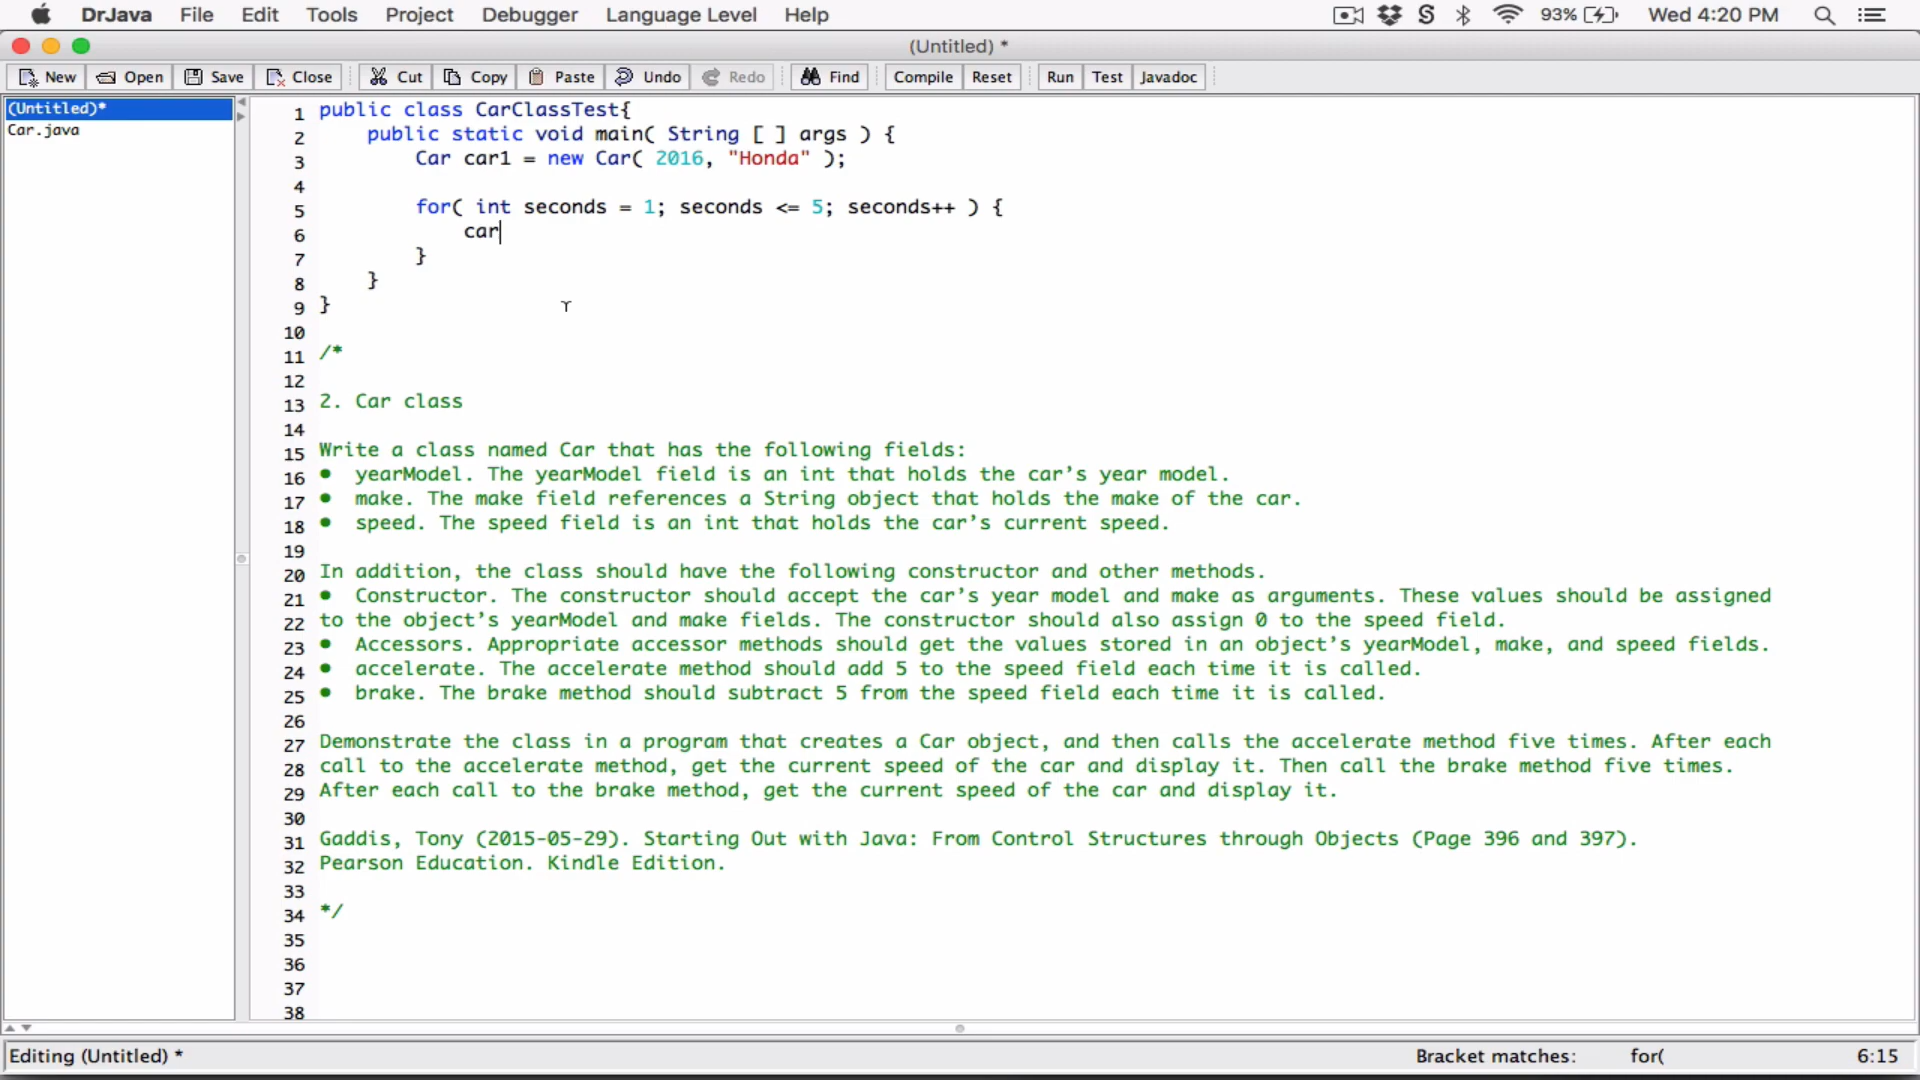 DrJava File Edit Tools Project Debugger Language Level Help 93% Wed 4:20 PM
(Untitled) *
New Open Save Close Cut Copy Paste Undo Redo Find Compile Reset Run Test Javadoc
(Untitled)*
Car.java
1 public class CarClassTest{
2 public static void main( String [ ] args ) {
3 Car car1 = new Car( 2016, "Honda" );
4
5 for( int seconds = 1; seconds <= 5; seconds++ ) {
6 car
7 }
8 }
9 }
10
11 /*
12
13 2. Car class
14
15 Write a class named Car that has the following fields:
16 • yearModel. The yearModel field is an int that holds the car’s year model.
17 • make. The make field references a String object that holds the make of the car.
18 • speed. The speed field is an int that holds the car’s current speed.
19
20 In addition, the class should have the following constructor and other methods.
21 • Constructor. The constructor should accept the car’s year model and make as arguments. These values should be assigned
22 to the object’s yearModel and make fields. The constructor should also assign 0 to the speed field.
23 • Accessors. Appropriate accessor methods should get the values stored in an object’s yearModel, make, and speed fields.
24 • accelerate. The accelerate method should add 5 to the speed field each time it is called.
25 • brake. The brake method should subtract 5 from the speed field each time it is called.
26
27 Demonstrate the class in a program that creates a Car object, and then calls the accelerate method five times. After each
28 call to the accelerate method, get the current speed of the car and display it. Then call the brake method five times.
29 After each call to the brake method, get the current speed of the car and display it.
30
31 Gaddis, Tony (2015-05-29). Starting Out with Java: From Control Structures through Objects (Page 396 and 397).
32 Pearson Education. Kindle Edition.
33
34 */
35
36
37
38
Editing (Untitled) * Bracket matches: for( 6:15